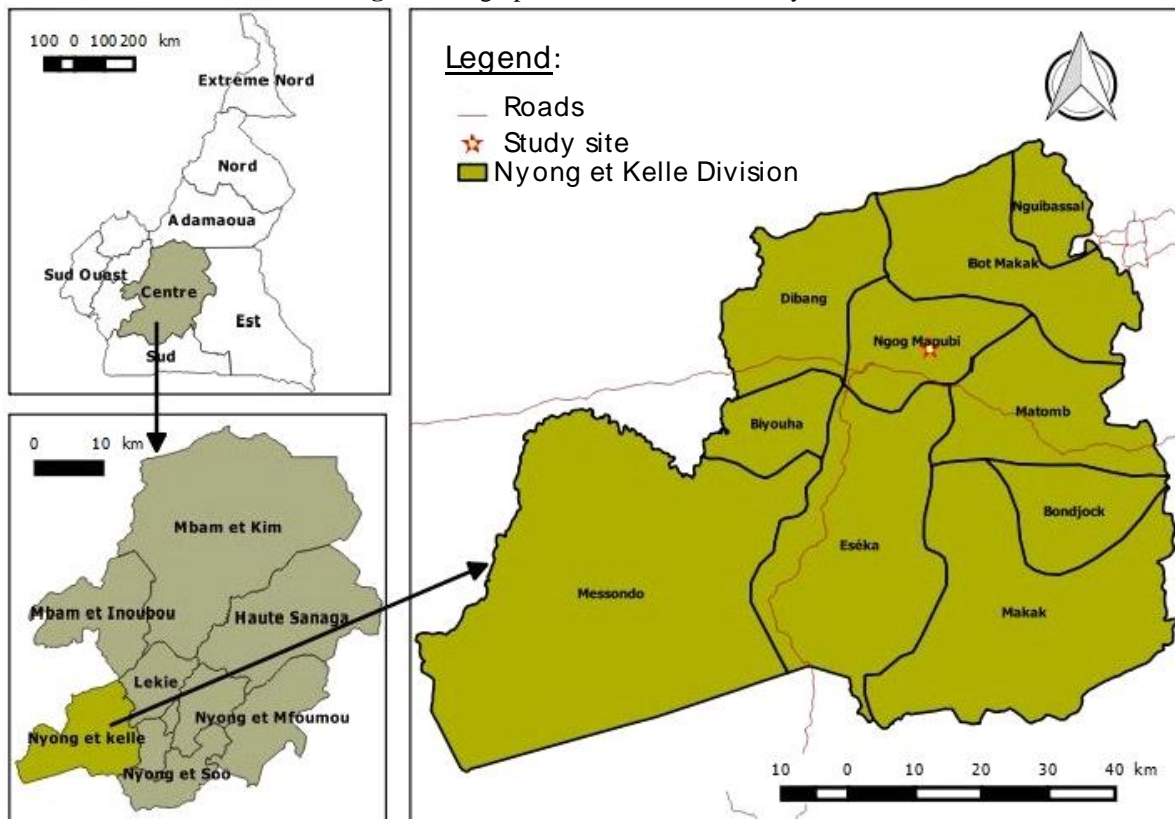 100 0 100 200 km
Extrême Nord
Nord
Adamaoua
Sud Ouest
Centre
Est
Sud
0 10 km
Mbam et Kim
Mbam et Inoubou
Haute Sanaga
Lekie
Nyong et Mfoumou
Nyong et kelle
Nyong et Soo
Legend:
Roads
Study site
Nyong et Kelle Division
Nguibassal
Bot Makak
Dibang
Ngog Mapubi
Matomb
Biyouha
Bondjock
Eséka
Messondo
Makak
10 0 10 20 30 40 km